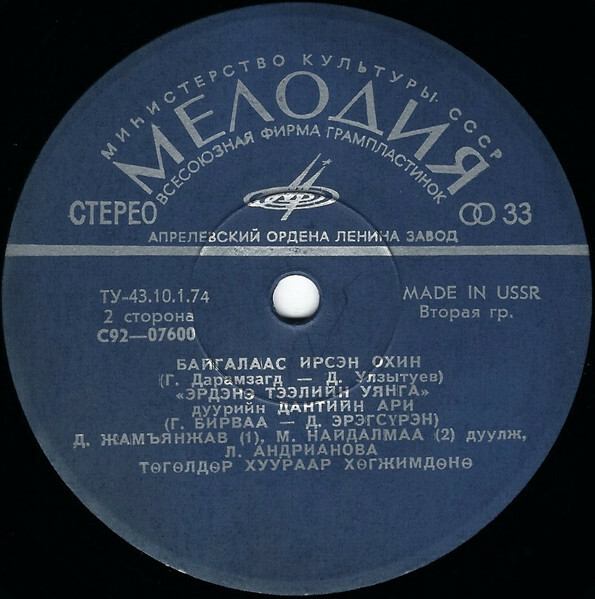 МИНИСТЕРСТВО КУЛЬТУРЫ СССР
МЕЛОДИЯ
ВСЕСОЮЗНАЯ ФИРМА ГРАМПЛАСТИНОК
СТЕРЕО
33
АПРЕЛЕВСКИЙ ОРДЕНА ЛЕНИНА ЗАВОД
ТУ-43.10.1.74
MADE IN USSR
2 сторона
Вторая гр.
С92—07600
БАЙГАЛААС ИРСЭН ОХИН
(Г. Дарамзагд — Д. Улзытуев)
«ЭРДЭНЭ ТЭЭЛИЙН УЯНГА»
дуурийн ДАНТИЙН АРИ
(Г. БИРВАА — Д. ЭРЭГСҮРЭН)
Д. ЖАМЪЯНЖАВ (1), М. НАЙДАЛМАА (2) дуулж,
Л. АНДРИАНОВА
ТӨГӨЛДӨР ХУУРААР ХӨГЖИМДӨНӨ